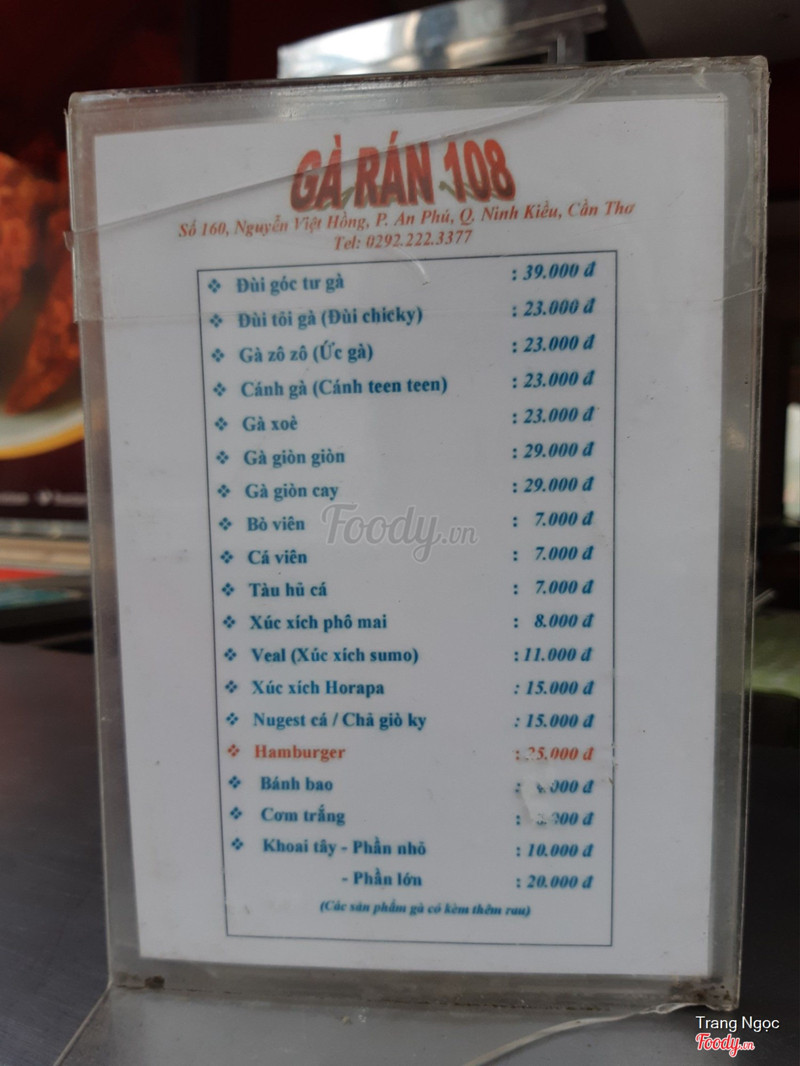 GÀ RÁN 108
Số 160, Nguyễn Việt Hồng, P. An Phú, Q. Ninh Kiều, Cần Thơ
Tel: 0292.222.3377
❖ Đùi góc tư gà : 39.000 đ
❖ Đùi tỏi gà (Đùi chicky) : 23.000 đ
❖ Gà zô zô (Ức gà) : 23.000 đ
❖ Cánh gà (Cánh teen teen) : 23.000 đ
❖ Gà xoè : 23.000 đ
❖ Gà giòn giòn : 29.000 đ
❖ Gà giòn cay : 29.000 đ
❖ Bò viên : 7.000 đ
❖ Cá viên : 7.000 đ
❖ Tàu hủ cá : 7.000 đ
❖ Xúc xích phô mai : 8.000 đ
❖ Veal (Xúc xích sumo) : 11.000 đ
❖ Xúc xích Horapa : 15.000 đ
❖ Nugest cá / Chả giò ky : 15.000 đ
❖ Hamburger : 25.000 đ
❖ Bánh bao : đ
❖ Cơm trắng : đ
❖ Khoai tây - Phần nhỏ : 10.000 đ
- Phần lớn : 20.000 đ
(Các sản phẩm gà có kèm thêm rau)
Foody.vn
Trang Ngọc
Foody.vn